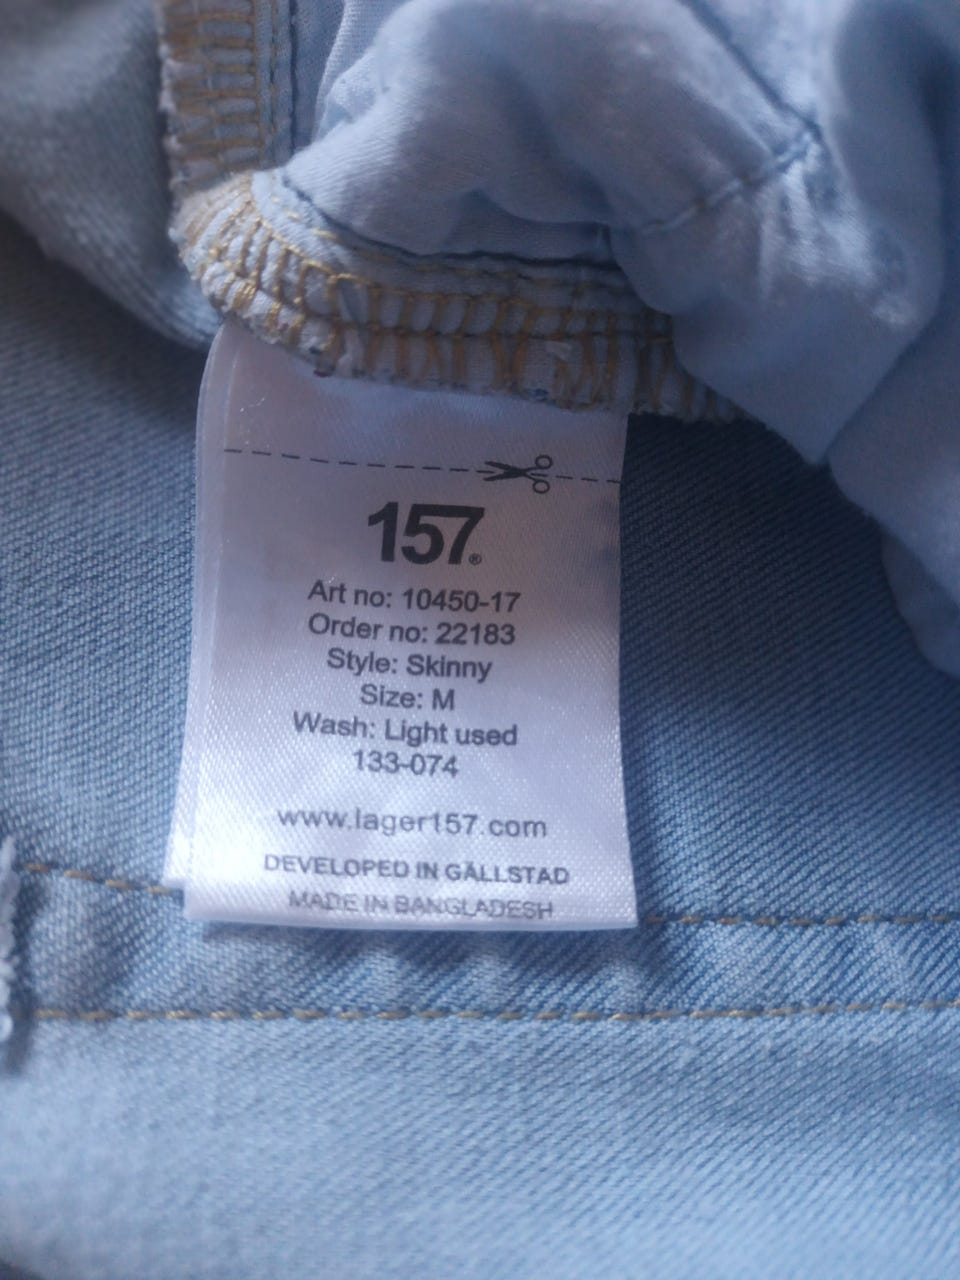 157®
Art no: 10450-17
Order no: 22183
Style: Skinny
Size: M
Wash: Light used
133-074
www.lager157.com
DEVELOPED IN GÄLLSTAD
MADE IN BANGLADESH